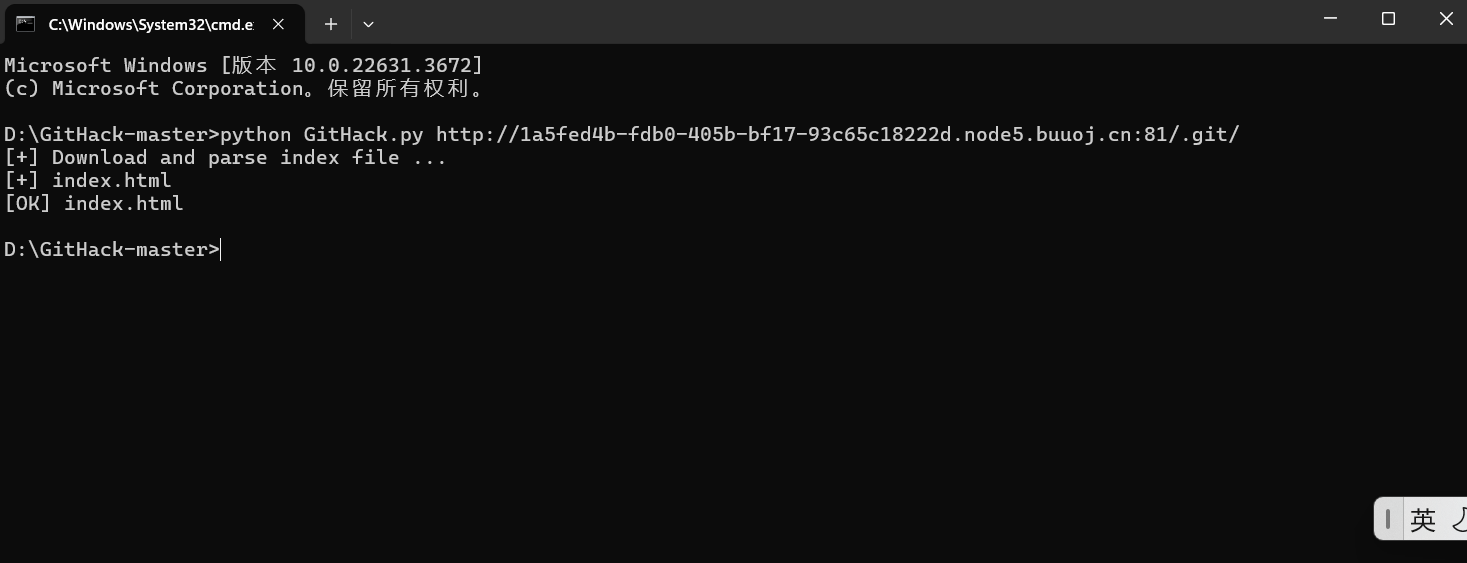 C:\Windows\System32\cmd.e
Microsoft Windows [版本 10.0.22631.3672]
(c) Microsoft Corporation。保留所有权利。
D:\GitHack-master>python GitHack.py http://1a5fed4b-fdb0-405b-bf17-93c65c18222d.node5.buuoj.cn:81/.git/
[+] Download and parse index file ...
[+] index.html
[OK] index.html
D:\GitHack-master>
英